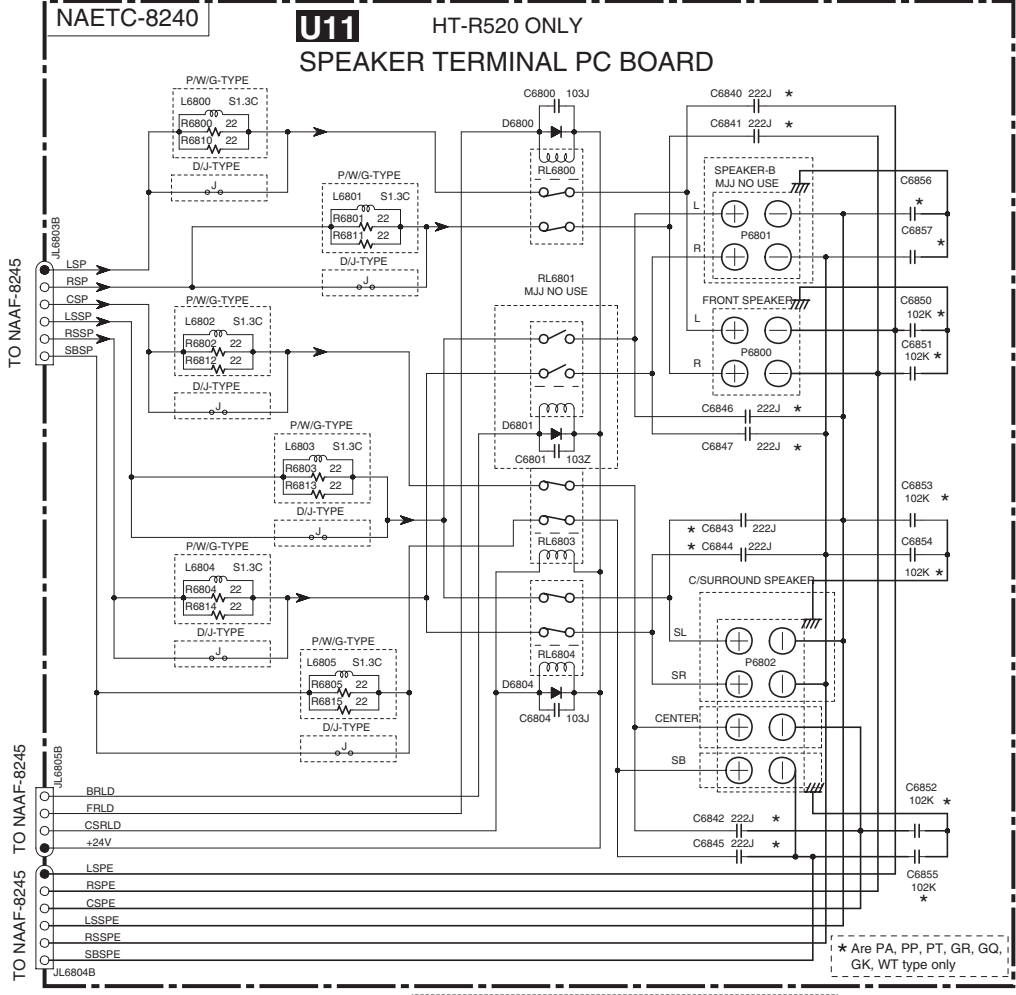 NAETC-8240
U11
HT-R520 ONLY
SPEAKER TERMINAL PC BOARD
P/W/G-TYPE
L6800 S1.3C
R6800 22
R6810 22
D/J-TYPE
J
P/W/G-TYPE
L6801 S1.3C
R6801 22
R6811 22
D/J-TYPE
J
C6800 103J
D6800
RL6800
C6840 222J *
C6841 222J *
SPEAKER-B
MJJ NO USE
L
R
P6801
C6856
*
C6857
*
TO NAAF-8245
JL6803B
LSP
RSP
CSP
LSSP
RSSP
SBSP
P/W/G-TYPE
L6802 S1.3C
R6802 22
R6812 22
D/J-TYPE
J
RL6801
MJJ NO USE
FRONT SPEAKER
L
R
P6800
C6850
102K *
C6851
102K *
C6846 222J *
C6847 222J *
D6801
C6801 103Z
P/W/G-TYPE
L6803 S1.3C
R6803 22
R6813 22
D/J-TYPE
J
RL6803
C6853
102K *
* C6843 222J
* C6844 222J
C6854
102K *
P/W/G-TYPE
L6804 S1.3C
R6804 22
R6814 22
D/J-TYPE
J
C/SURROUND SPEAKER
SL
P6802
SR
CENTER
SB
RL6804
D6804
C6804 103J
P/W/G-TYPE
L6805 S1.3C
R6805 22
R6815 22
D/J-TYPE
J
TO NAAF-8245
JL6805B
BRLD
FRLD
CSRLD
+24V
C6852
102K *
C6842 222J *
C6845 222J *
C6855
102K
*
TO NAAF-8245
LSPE
RSPE
CSPE
LSSPE
RSSPE
SBSPE
JL6804B
* Are PA, PP, PT, GR, GQ,
GK, WT type only